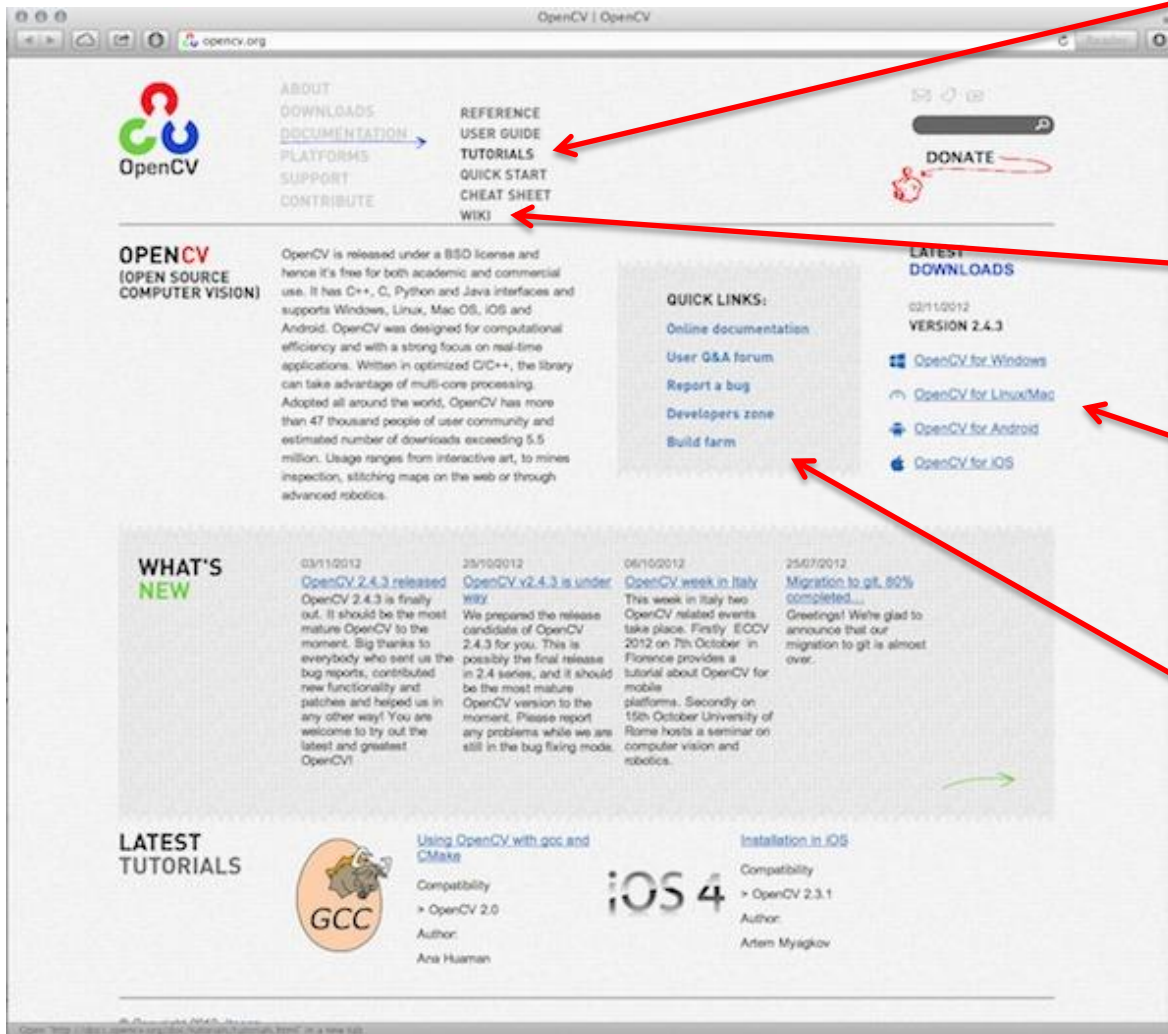 OpenCV | OpenCV
opencv.org
Reader
OpenCV
ABOUT
DOWNLOADS
DOCUMENTATION
PLATFORMS
SUPPORT
CONTRIBUTE
REFERENCE
USER GUIDE
TUTORIALS
QUICK START
CHEAT SHEET
WIKI
DONATE
OPENCV
(OPEN SOURCE
COMPUTER VISION)
OpenCV is released under a BSD license and
hence it's free for both academic and commercial
use. It has C++, C, Python and Java interfaces and
supports Windows, Linux, Mac OS, iOS and
Android. OpenCV was designed for computational
efficiency and with a strong focus on real-time
applications. Written in optimized C/C++, the library
can take advantage of multi-core processing.
Adopted all around the world, OpenCV has more
than 47 thousand people of user community and
estimated number of downloads exceeding 5.5
million. Usage ranges from interactive art, to mines
inspection, stitching maps on the web or through
advanced robotics.
QUICK LINKS:
Online documentation
User Q&A forum
Report a bug
Developers zone
Build farm
LATEST
DOWNLOADS
02/11/2012
VERSION 2.4.3
OpenCV for Windows
OpenCV for Linux/Mac
OpenCV for Android
OpenCV for iOS
WHAT'S
NEW
03/11/2012
OpenCV 2.4.3 released
OpenCV 2.4.3 is finally
out. It should be the most
mature OpenCV to the
moment. Big thanks to
everybody who sent us the
bug reports, contributed
new functionality and
patches and helped us in
any other way! You are
welcome to try out the
latest and greatest
OpenCV!
25/10/2012
OpenCV v2.4.3 is under
way
We prepared the release
candidate of OpenCV
2.4.3 for you. This is
possibly the final release
in 2.4 series, and it should
be the most mature
OpenCV version to the
moment. Please report
any problems while we are
still in the bug fixing mode.
06/10/2012
OpenCV week in Italy
This week in Italy two
OpenCV related events
take place. Firstly ECCV
2012 on 7th October in
Florence provides a
tutorial about OpenCV for
mobile
platforms. Secondly on
15th October University of
Rome hosts a seminar on
computer vision and
robotics.
25/07/2012
Migration to git, 80%
completed...
Greetings! We're glad to
announce that our
migration to git is almost
over.
LATEST
TUTORIALS
GCC
Using OpenCV with gcc and
CMake
Compatibility
> OpenCV 2.0
Author:
Ana Huaman
iOS 4
Installation in iOS
Compatibility
> OpenCV 2.3.1
Author:
Artem Myagkov
Open "http://docs.opencv.org/doc/tutorials/tutorials.html" in a new tab